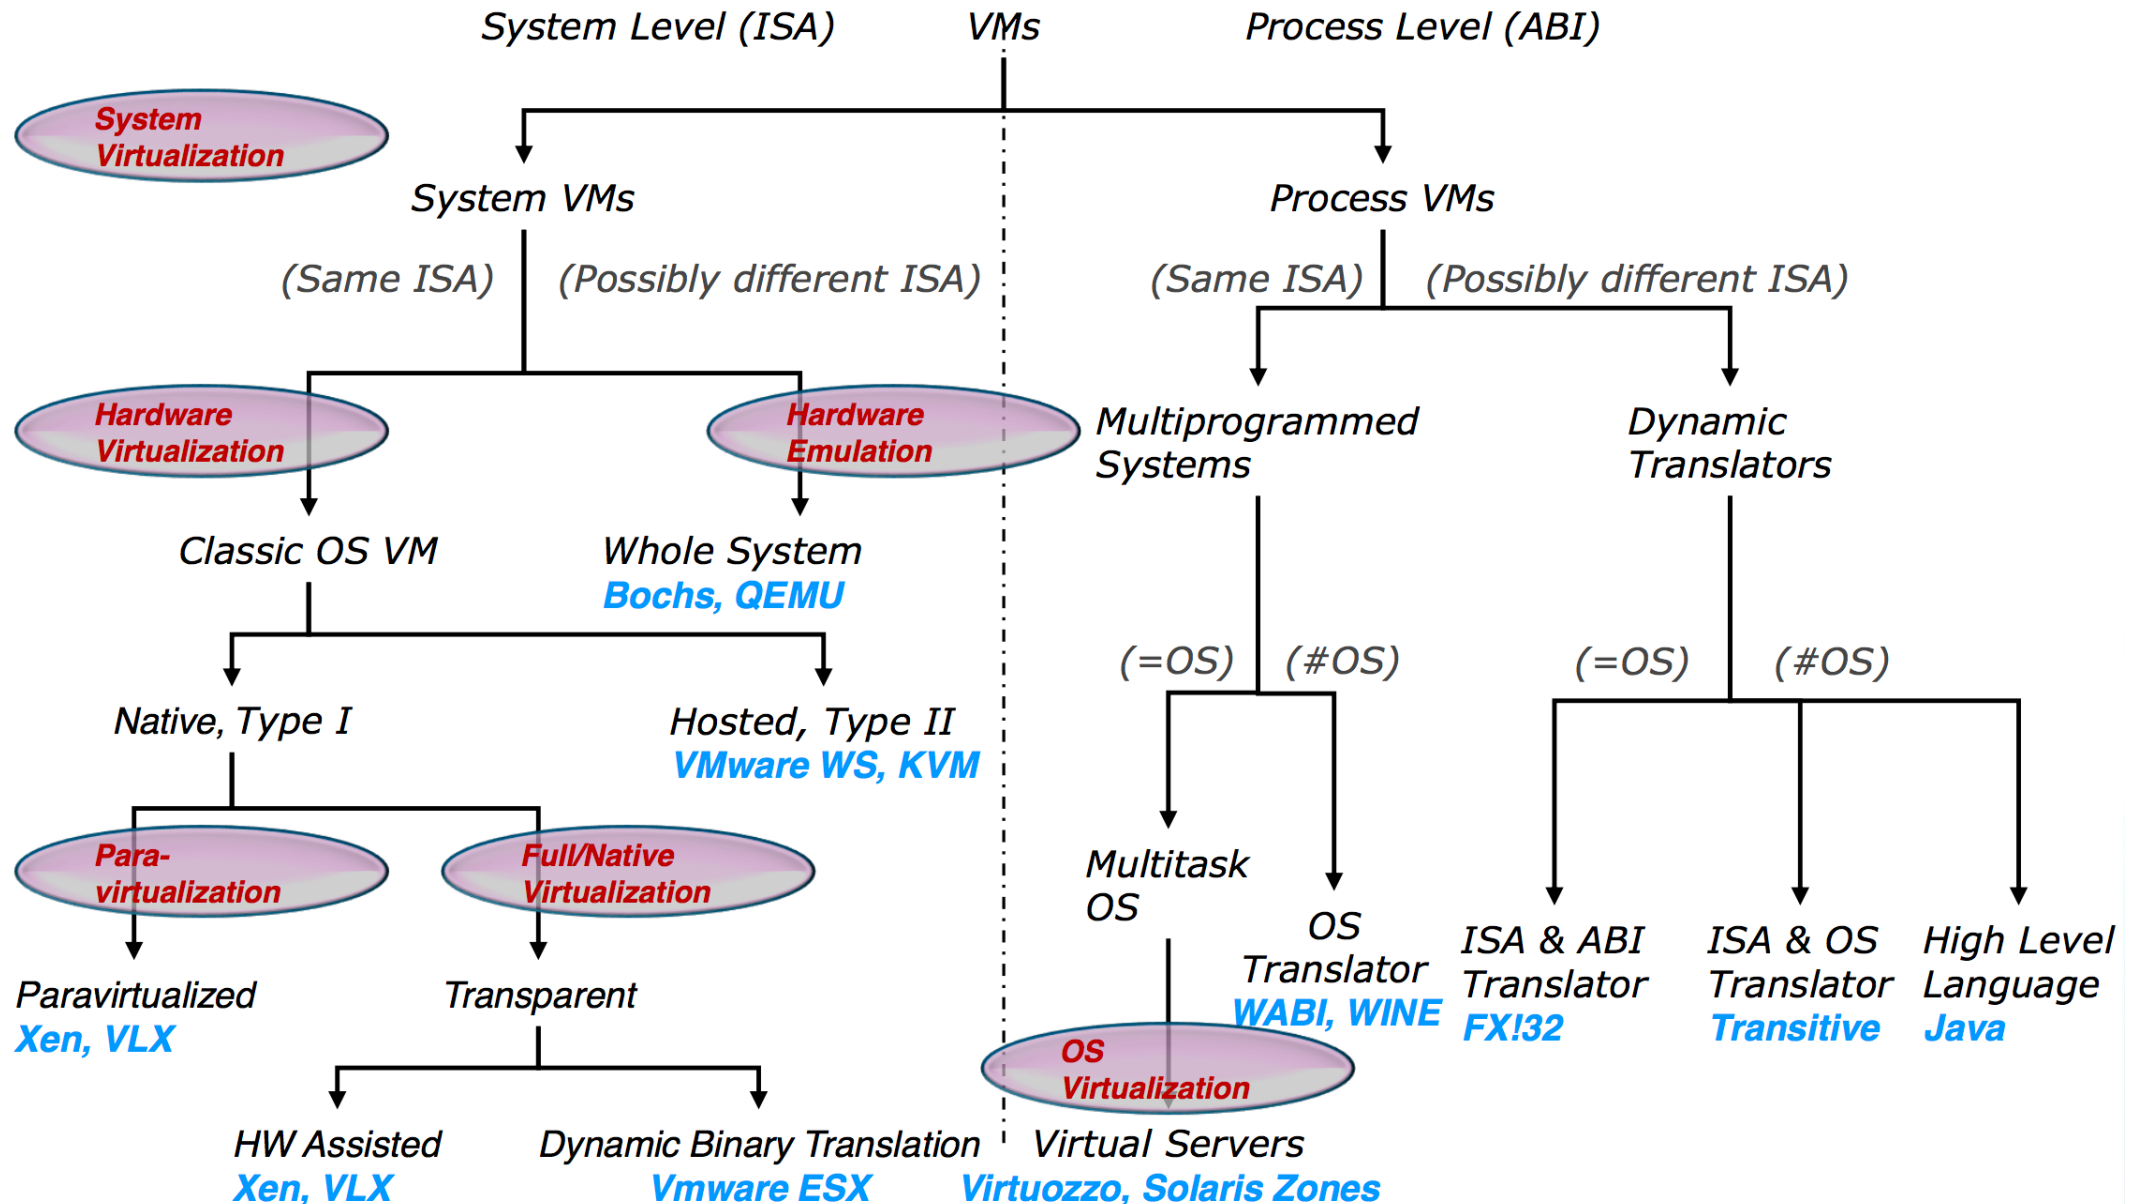 System Level (ISA)
VMs
Process Level (ABI)
System
Virtualization
System VMs
Process VMs
(Same ISA)
(Possibly different ISA)
(Same ISA)
(Possibly different ISA)
Hardware
Virtualization
Hardware
Emulation
Multiprogrammed
Systems
Dynamic
Translators
Classic OS VM
Whole System
Bochs, QEMU
(=OS)
(#OS)
(=OS)
(#OS)
Native, Type I
Hosted, Type II
VMware WS, KVM
Para-
virtualization
Full/Native
Virtualization
Multitask
OS
OS
Translator
WABI, WINE
ISA & ABI
Translator
FX!32
ISA & OS
Translator
Transitive
High Level
Language
Java
Paravirtualized
Xen, VLX
Transparent
OS
Virtualization
HW Assisted
Xen, VLX
Dynamic Binary Translation
Vmware ESX
Virtual Servers
Virtuozzo, Solaris Zones